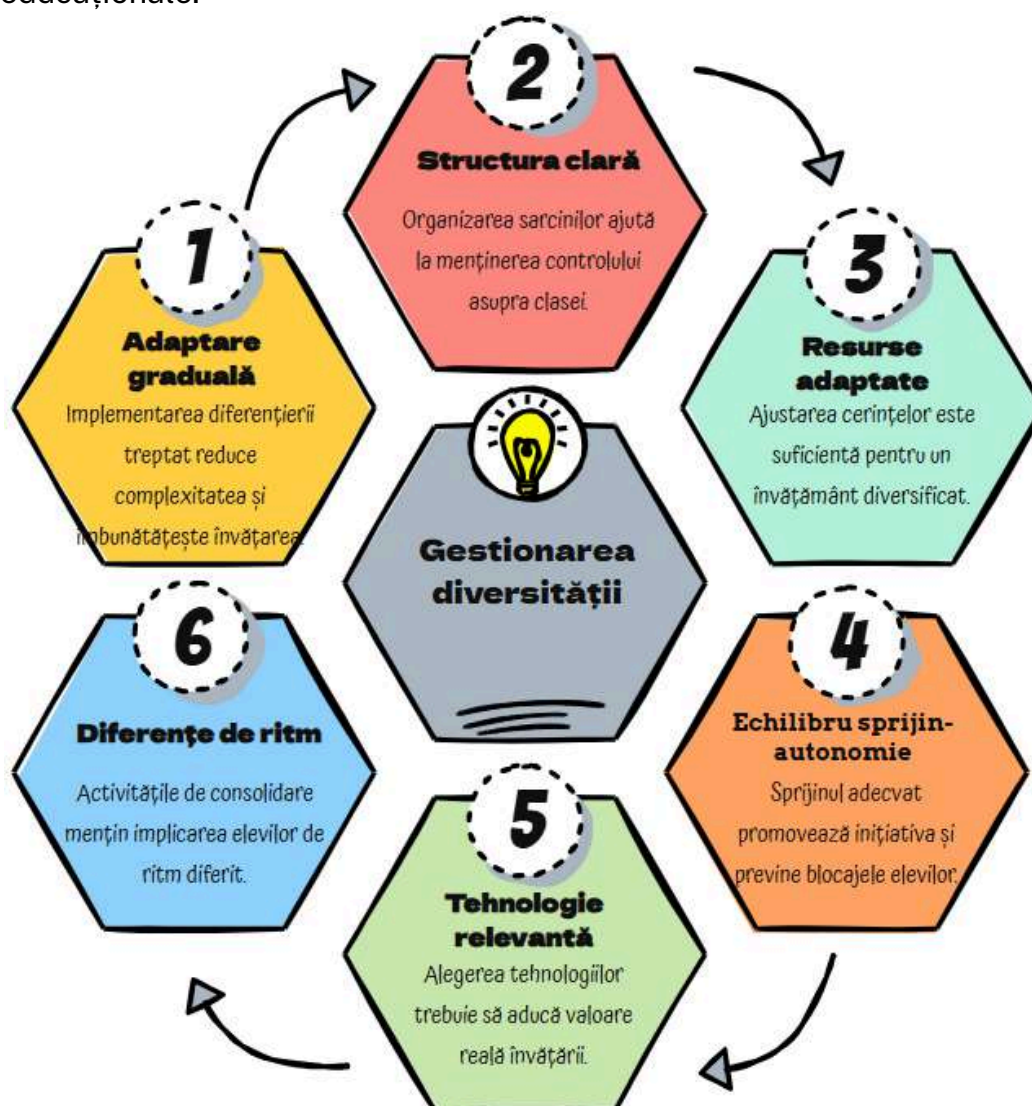 educaționale.
2
Structura clară
Organizarea sarcinilor ajută
la menținerea controlului
asupra clasei.
1
Adaptare
graduală
Implementarea diferențierii
treptat reduce
complexitatea și
îmbunătățește învățarea.
3
Resurse
adaptate
Ajustarea cerințelor este
suficientă pentru un
învățământ diversificat.
Gestionarea
diversității
6
Diferențe de ritm
Activitățile de consolidare
mențin implicarea elevilor de
ritm diferit.
4
Echilibru sprijin-
autonomie
Sprijinul adecvat
promovează inițiativa și
previne blocajele elevilor.
5
Tehnologie
relevantă
Alegerea tehnologiilor
trebuie să aducă valoare
reală învățării.